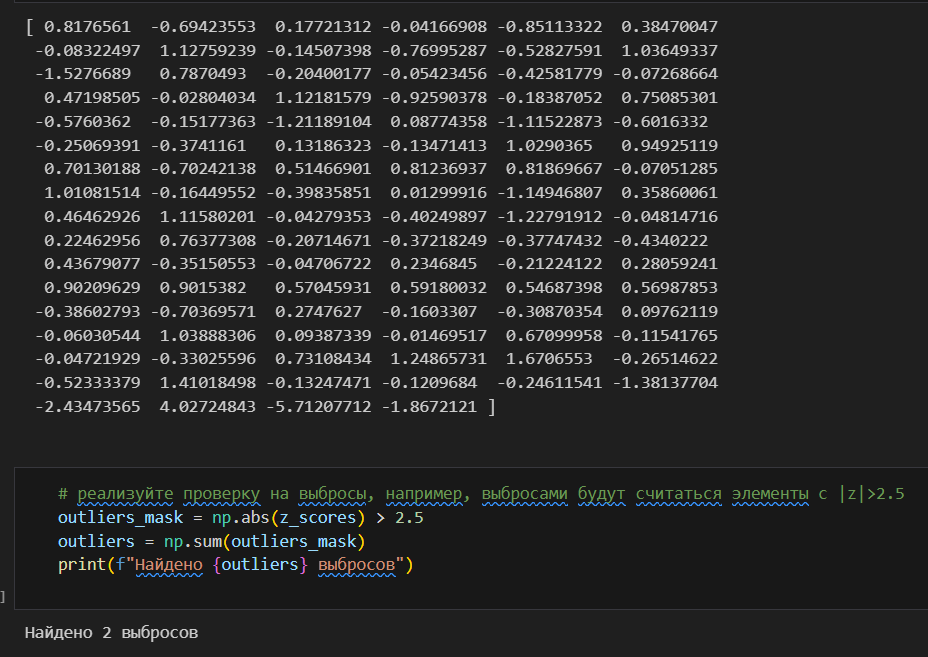 [ 0.8176561  -0.69423553  0.17721312 -0.04166908 -0.85113322  0.38470047
 -0.08322497  1.12759239 -0.14507398 -0.76995287 -0.52827591  1.03649337
 -1.5276689   0.7870493  -0.20400177 -0.05423456 -0.42581779 -0.07268664
  0.47198505 -0.02804034  1.12181579 -0.92590378 -0.18387052  0.75085301
 -0.5760362  -0.15177363 -1.21189104  0.08774358 -1.11522873 -0.6016332
 -0.25069391 -0.3741161   0.13186323 -0.13471413  1.0290365   0.94925119
  0.70130188 -0.70242138  0.51466901  0.81236937  0.81869667 -0.07051285
  1.01081514 -0.16449552 -0.39835851  0.01299916 -1.14946807  0.35860061
  0.46462926  1.11580201 -0.04279353 -0.40249897 -1.22791912 -0.04814716
  0.22462956  0.76377308 -0.20714671 -0.37218249 -0.37747432 -0.4340222
  0.43679077 -0.35150553 -0.04706722  0.2346845  -0.21224122  0.28059241
  0.90209629  0.9015382   0.57045931  0.59180032  0.54687398  0.56987853
 -0.38602793 -0.70369571  0.2747627  -0.1603307  -0.30870354  0.09762119
 -0.06030544  1.03888306  0.09387339 -0.01469517  0.67099958 -0.11541765
 -0.04721929 -0.33025596  0.73108434  1.24865731  1.6706553  -0.26514622
 -0.52333379  1.41018498 -0.13247471 -0.1209684  -0.24611541 -1.38137704
 -2.43473565  4.02724843 -5.71207712 -1.8672121 ]
# реализуйте проверку на выбросы, например, выбросами будут считаться элементы с |z|>2.5
outliers_mask = np.abs(z_scores) > 2.5
outliers = np.sum(outliers_mask)
print(f"Найдено {outliers} выбросов")
]
Найдено 2 выбросов